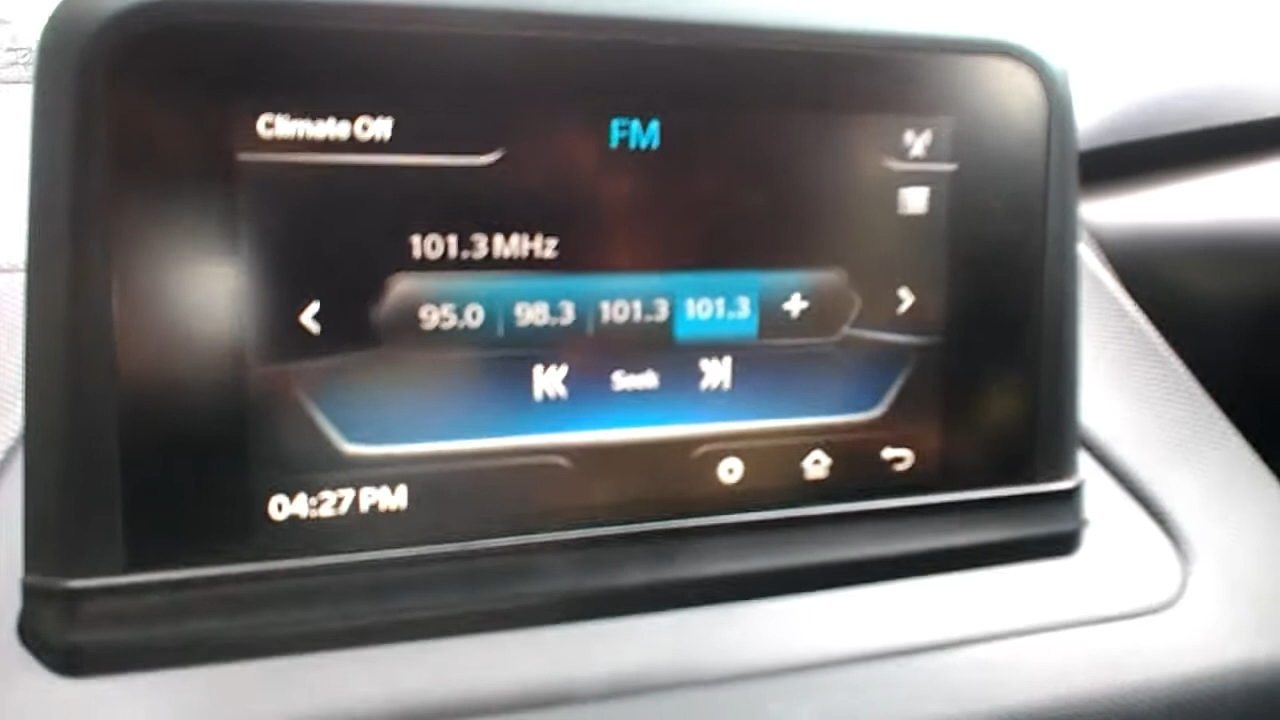 Climate Off
FM
101.3 MHz
95.0 98.3 101.3 101.3 +
Seek
04:27 PM